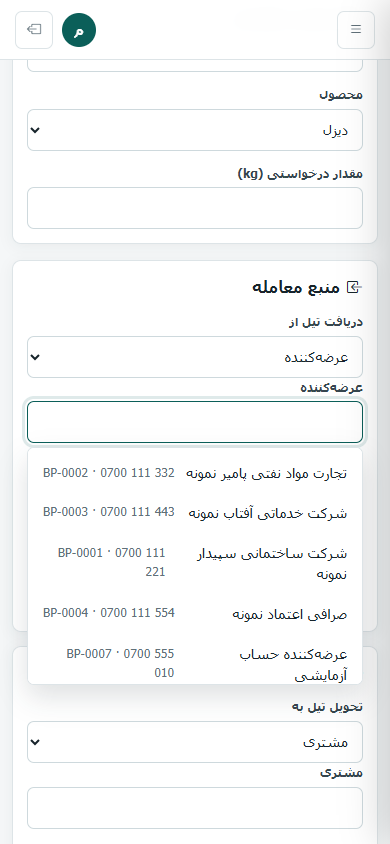 م
محصول
دیزل
مقدار درخواستی (kg)
منبع معامله
دریافت تیل از
عرضه‌کننده
عرضه‌کننده
تجارت مواد نفتی پامیر نمونه BP-0002 · 0700 111 332
شرکت خدماتی آفتاب نمونه BP-0003 · 0700 111 443
شرکت ساختمانی سپیدار BP-0001 · 0700 111
نمونه 221
صرافی اعتماد نمونه BP-0004 · 0700 111 554
عرضه‌کننده حساب BP-0007 · 0700 555
آزمایشی 010
تحویل تیل به
مشتری
مشتری